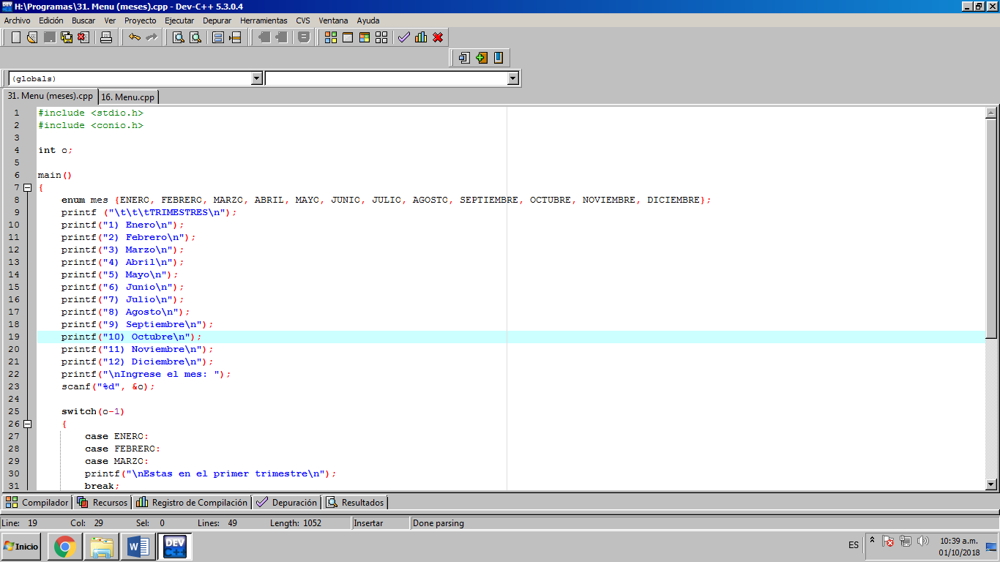 H:\Programas\31. Menu (meses).cpp - Dev-C++ 5.3.0.4
Archivo Edición Buscar Ver Proyecto Ejecutar Depurar Herramientas CVS Ventana Ayuda
(globals)
31. Menu (meses).cpp 16. Menu.cpp
1 #include <stdio.h>
2 #include <conio.h>
3
4 int o;
5
6 main()
7 {
8 enum mes {ENERO, FEBRERO, MARZO, ABRIL, MAYO, JUNIO, JULIO, AGOSTO, SEPTIEMBRE, OCTUBRE, NOVIEMBRE, DICIEMBRE};
9 printf ("\t\t\tTRIMESTRES\n");
10 printf("1) Enero\n");
11 printf("2) Febrero\n");
12 printf("3) Marzo\n");
13 printf("4) Abril\n");
14 printf("5) Mayo\n");
15 printf("6) Junio\n");
16 printf("7) Julio\n");
17 printf("8) Agosto\n");
18 printf("9) Septiembre\n");
19 printf("10) Octubre\n");
20 printf("11) Noviembre\n");
21 printf("12) Diciembre\n");
22 printf("\nIngrese el mes: ");
23 scanf("%d", &o);
24
25 switch(o-1)
26 {
27 case ENERO:
28 case FEBRERO:
29 case MARZO:
30 printf("\nEstas en el primer trimestre\n");
31 break;
Compilador Recursos Registro de Compilación Depuración Resultados
Line: 19 Col: 29 Sel: 0 Lines: 49 Length: 1052 Insertar Done parsing
Inicio W DEV C++ ES 10:39 a.m.
01/10/2018